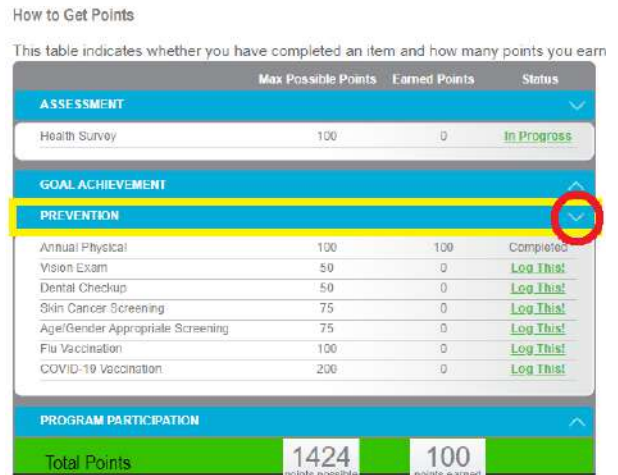 How to Get Points
This table indicates whether you have completed an item and how many points you earn
Max Possible Points Earned Points Status
ASSESSMENT
Health Survey 100 0 In Progress
GOAL ACHIEVEMENT
PREVENTION
Annual Physical 100 100 Completed
Vision Exam 50 0 Log This!
Dental Checkup 50 0 Log This!
Skin Cancer Screening 75 0 Log This!
Age/Gender Appropriate Screening 75 0 Log This!
Flu Vaccination 100 0 Log This!
COVID-19 Vaccination 200 0 Log This!
PROGRAM PARTICIPATION
Total Points 1424 100
points possible points earned